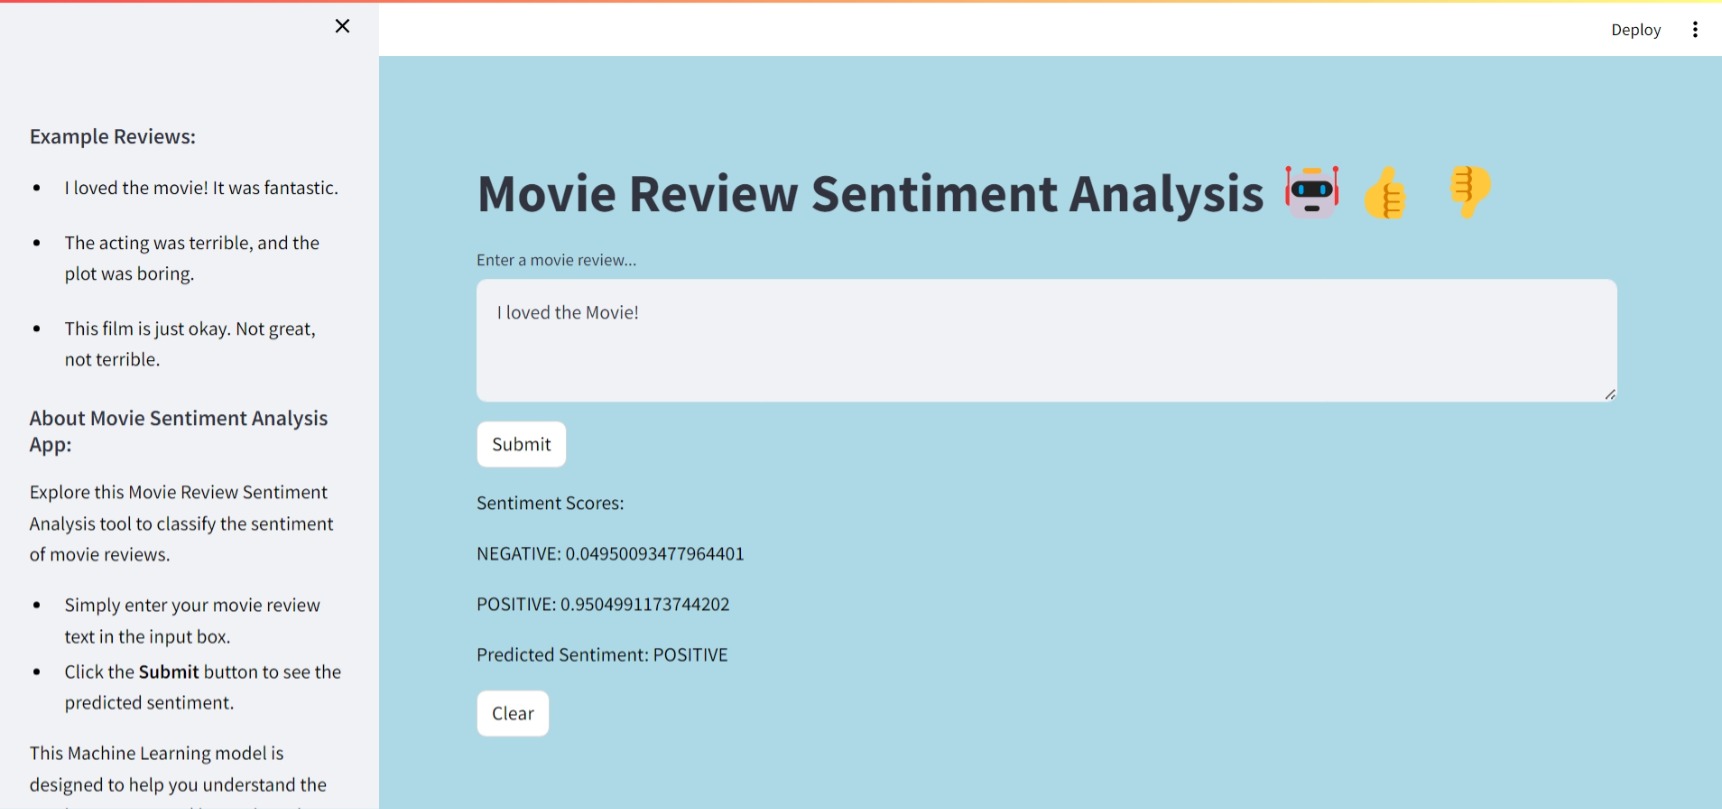 Deploy
Example Reviews:
I loved the movie! It was fantastic.
The acting was terrible, and the
plot was boring.
This film is just okay. Not great,
not terrible.
About Movie Sentiment Analysis
App:
Explore this Movie Review Sentiment
Analysis tool to classify the sentiment
of movie reviews.
Simply enter your movie review
text in the input box.
Click the Submit button to see the
predicted sentiment.
This Machine Learning model is
designed to help you understand the
Movie Review Sentiment Analysis
Enter a movie review...
I loved the Movie!
Submit
Sentiment Scores:
NEGATIVE: 0.04950093477964401
POSITIVE: 0.9504991173744202
Predicted Sentiment: POSITIVE
Clear